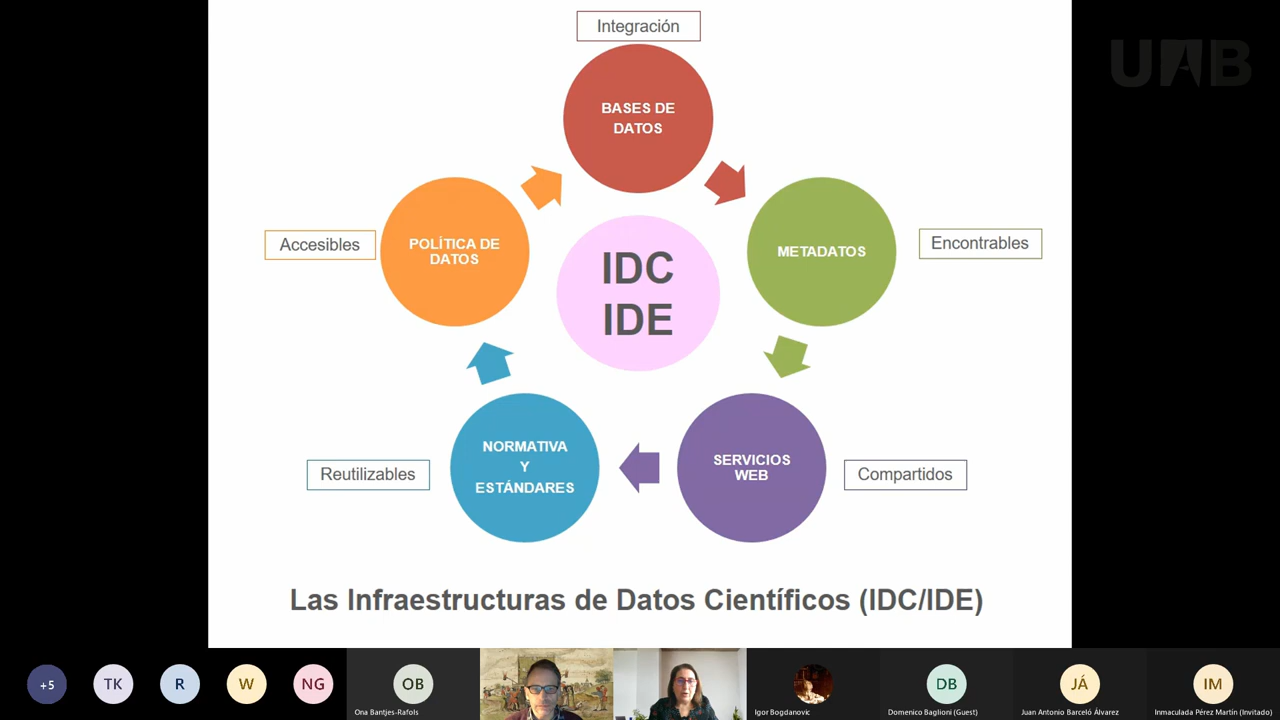 Integración
UAB
BASES DE
DATOS
Accesibles
POLÍTICA DE
DATOS
IDC
IDE
METADATOS
Encontrables
Reutilizables
NORMATIVA
Y
ESTÁNDARES
SERVICIOS
WEB
Compartidos
Las Infraestructuras de Datos Científicos (IDC/IDE)
+5
TK
R
W
NG
OB
Ona Bantjes-Rafols
Igor Bogdanovic
DB
Domenico Baglioni (Guest)
JÁ
Juan Antonio Barceló Álvarez
IM
Inmaculada Pérez Martín (Invitado)